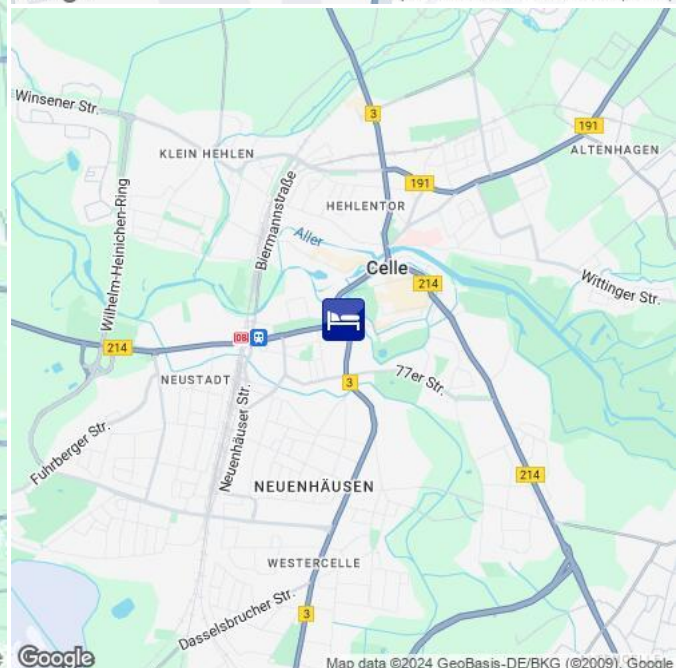 Winsener Str.
3
191
ALTENHAGEN
KLEIN HEHLEN
191
Biermannstraße
HEHLENTOR
Wilhelm-Heinichen-Ring
Aller
Celle
214
Wittinger Str.
214
DB
NEUSTADT
3
77er Str.
Neuenhäuser Str.
Fuhrberger Str.
214
NEUENHÄUSEN
WESTERCELLE
3
Dasselsbrucher Str.
Google
Map data ©2024 GeoBasis-DE/BKG (©2009), Google